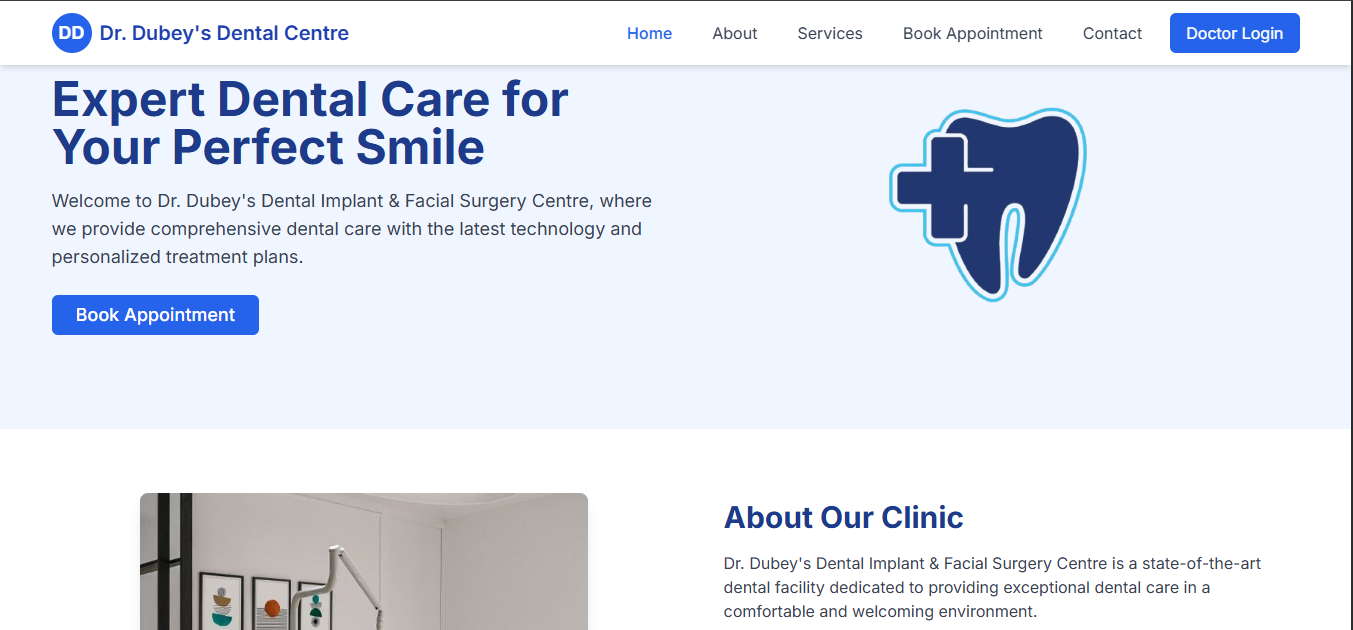 DD Dr. Dubey's Dental Centre Home About Services Book Appointment Contact Doctor Login
Expert Dental Care for
Your Perfect Smile
Welcome to Dr. Dubey's Dental Implant & Facial Surgery Centre, where
we provide comprehensive dental care with the latest technology and
personalized treatment plans.
Book Appointment
About Our Clinic
Dr. Dubey's Dental Implant & Facial Surgery Centre is a state-of-the-art
dental facility dedicated to providing exceptional dental care in a
comfortable and welcoming environment.